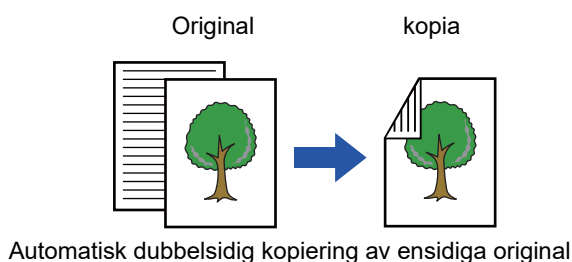 Original kopia
Automatisk dubbelsidig kopiering av ensidiga original